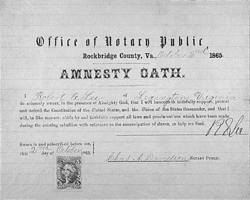 Office of Notary Public
Rockbridge County, Va. October 2nd 1865
AMNESTY OATH.
I Robert E. Lee of Lexington Virginia
do solemnly swear, in the presence of Almighty God, that I will henceforth faithfully support, protect
and defend the Constitution of the United States, and the Union of the States thereunder, and that I
will, in like manner, abide by and faithfully support all laws and proclamations which have been made
during the existing rebellion with reference to the emancipation of slaves, so help me God.
R E Lee
Sworn to and subscribed before me,
this 2 day of October
1865
Notary Public